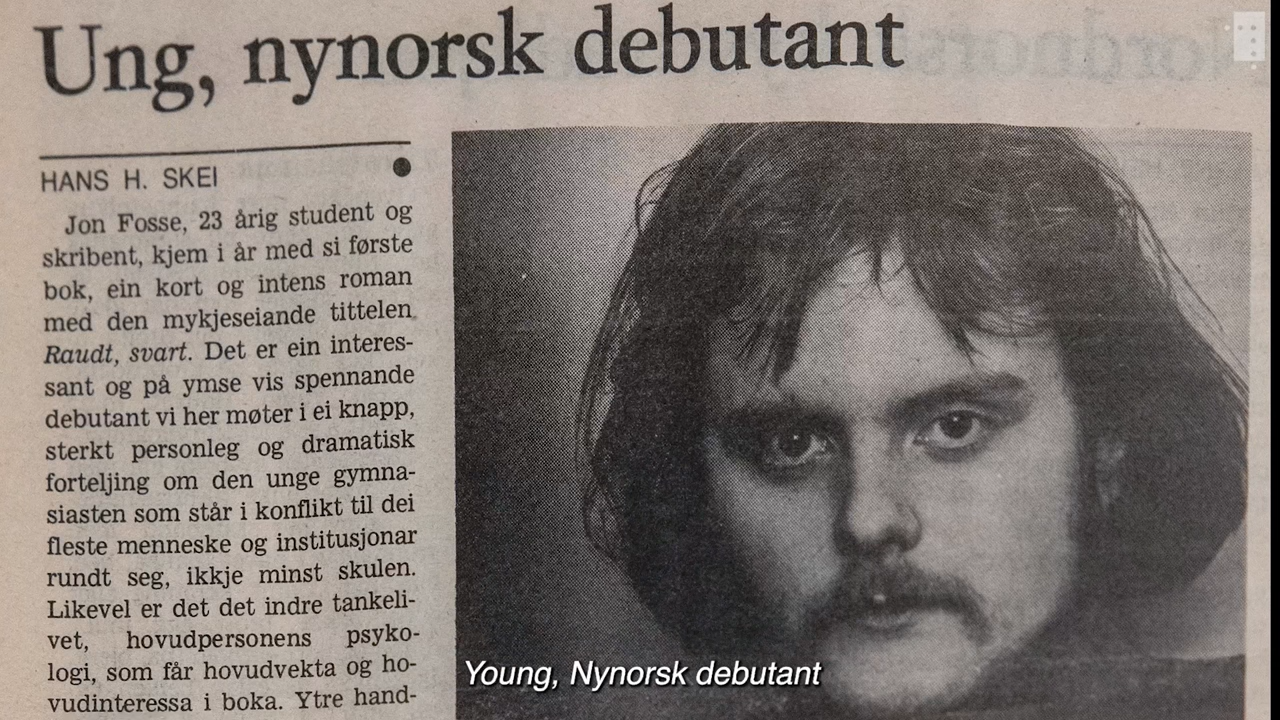 Ung, nynorsk debutant
HANS H. SKEI
Jon Fosse, 23 årig student og
skribent, kjem i år med si første
bok, ein kort og intens roman
med den mykjeseiande tittelen
Raudt, svart. Det er ein interes-
sant og på ymse vis spennande
debutant vi her møter i ei knapp,
sterkt personleg og dramatisk
forteljing om den unge gymna-
siasten som står i konflikt til dei
fleste menneske og institusjonar
rundt seg, ikkje minst skulen.
Likevel er det det indre tankeli-
vet, hovudpersonens psyko-
logi, som får hovudvekta og ho-
vudinteressa i boka. Ytre hand-
Young, Nynorsk debutant